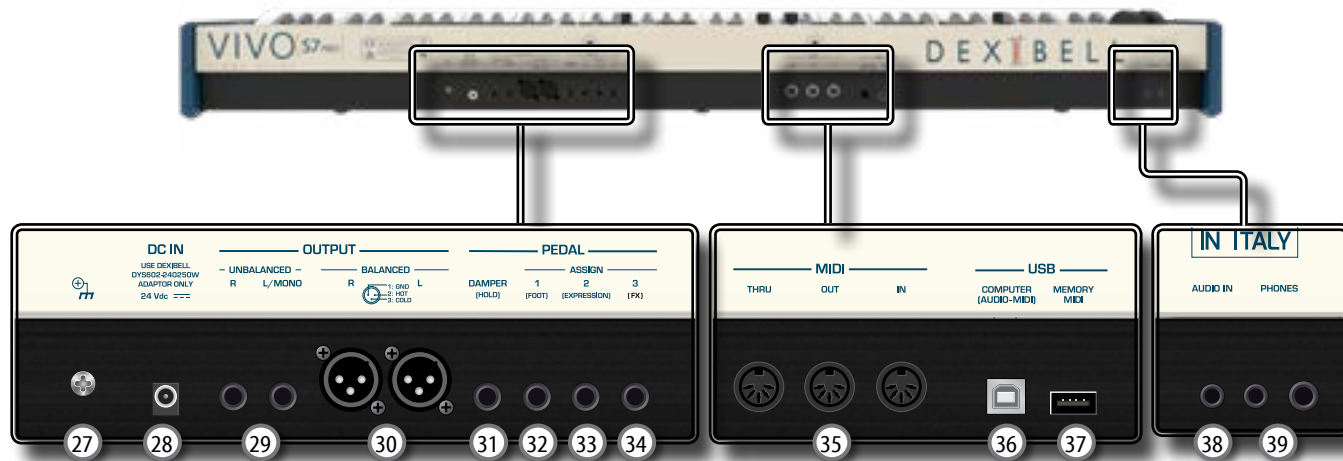 VIVO S7 PRO
DEXIBELL
DC IN
USE DEXIBELL
DYS602-240250W
ADAPTOR ONLY
24 Vdc
OUTPUT
UNBALANCED
R L/MONO
BALANCED
R L
1: GND
2: HOT
3: COLD
PEDAL
ASSIGN
DAMPER
(HOLD)
1
(FOOT)
2
(EXPRESSION)
3
(FX)
MIDI
THRU OUT IN
USB
COMPUTER
(AUDIO-MIDI)
MEMORY
MIDI
IN ITALY
AUDIO IN PHONES
27 28 29 30 31 32 33 34 35 36 37 38 39